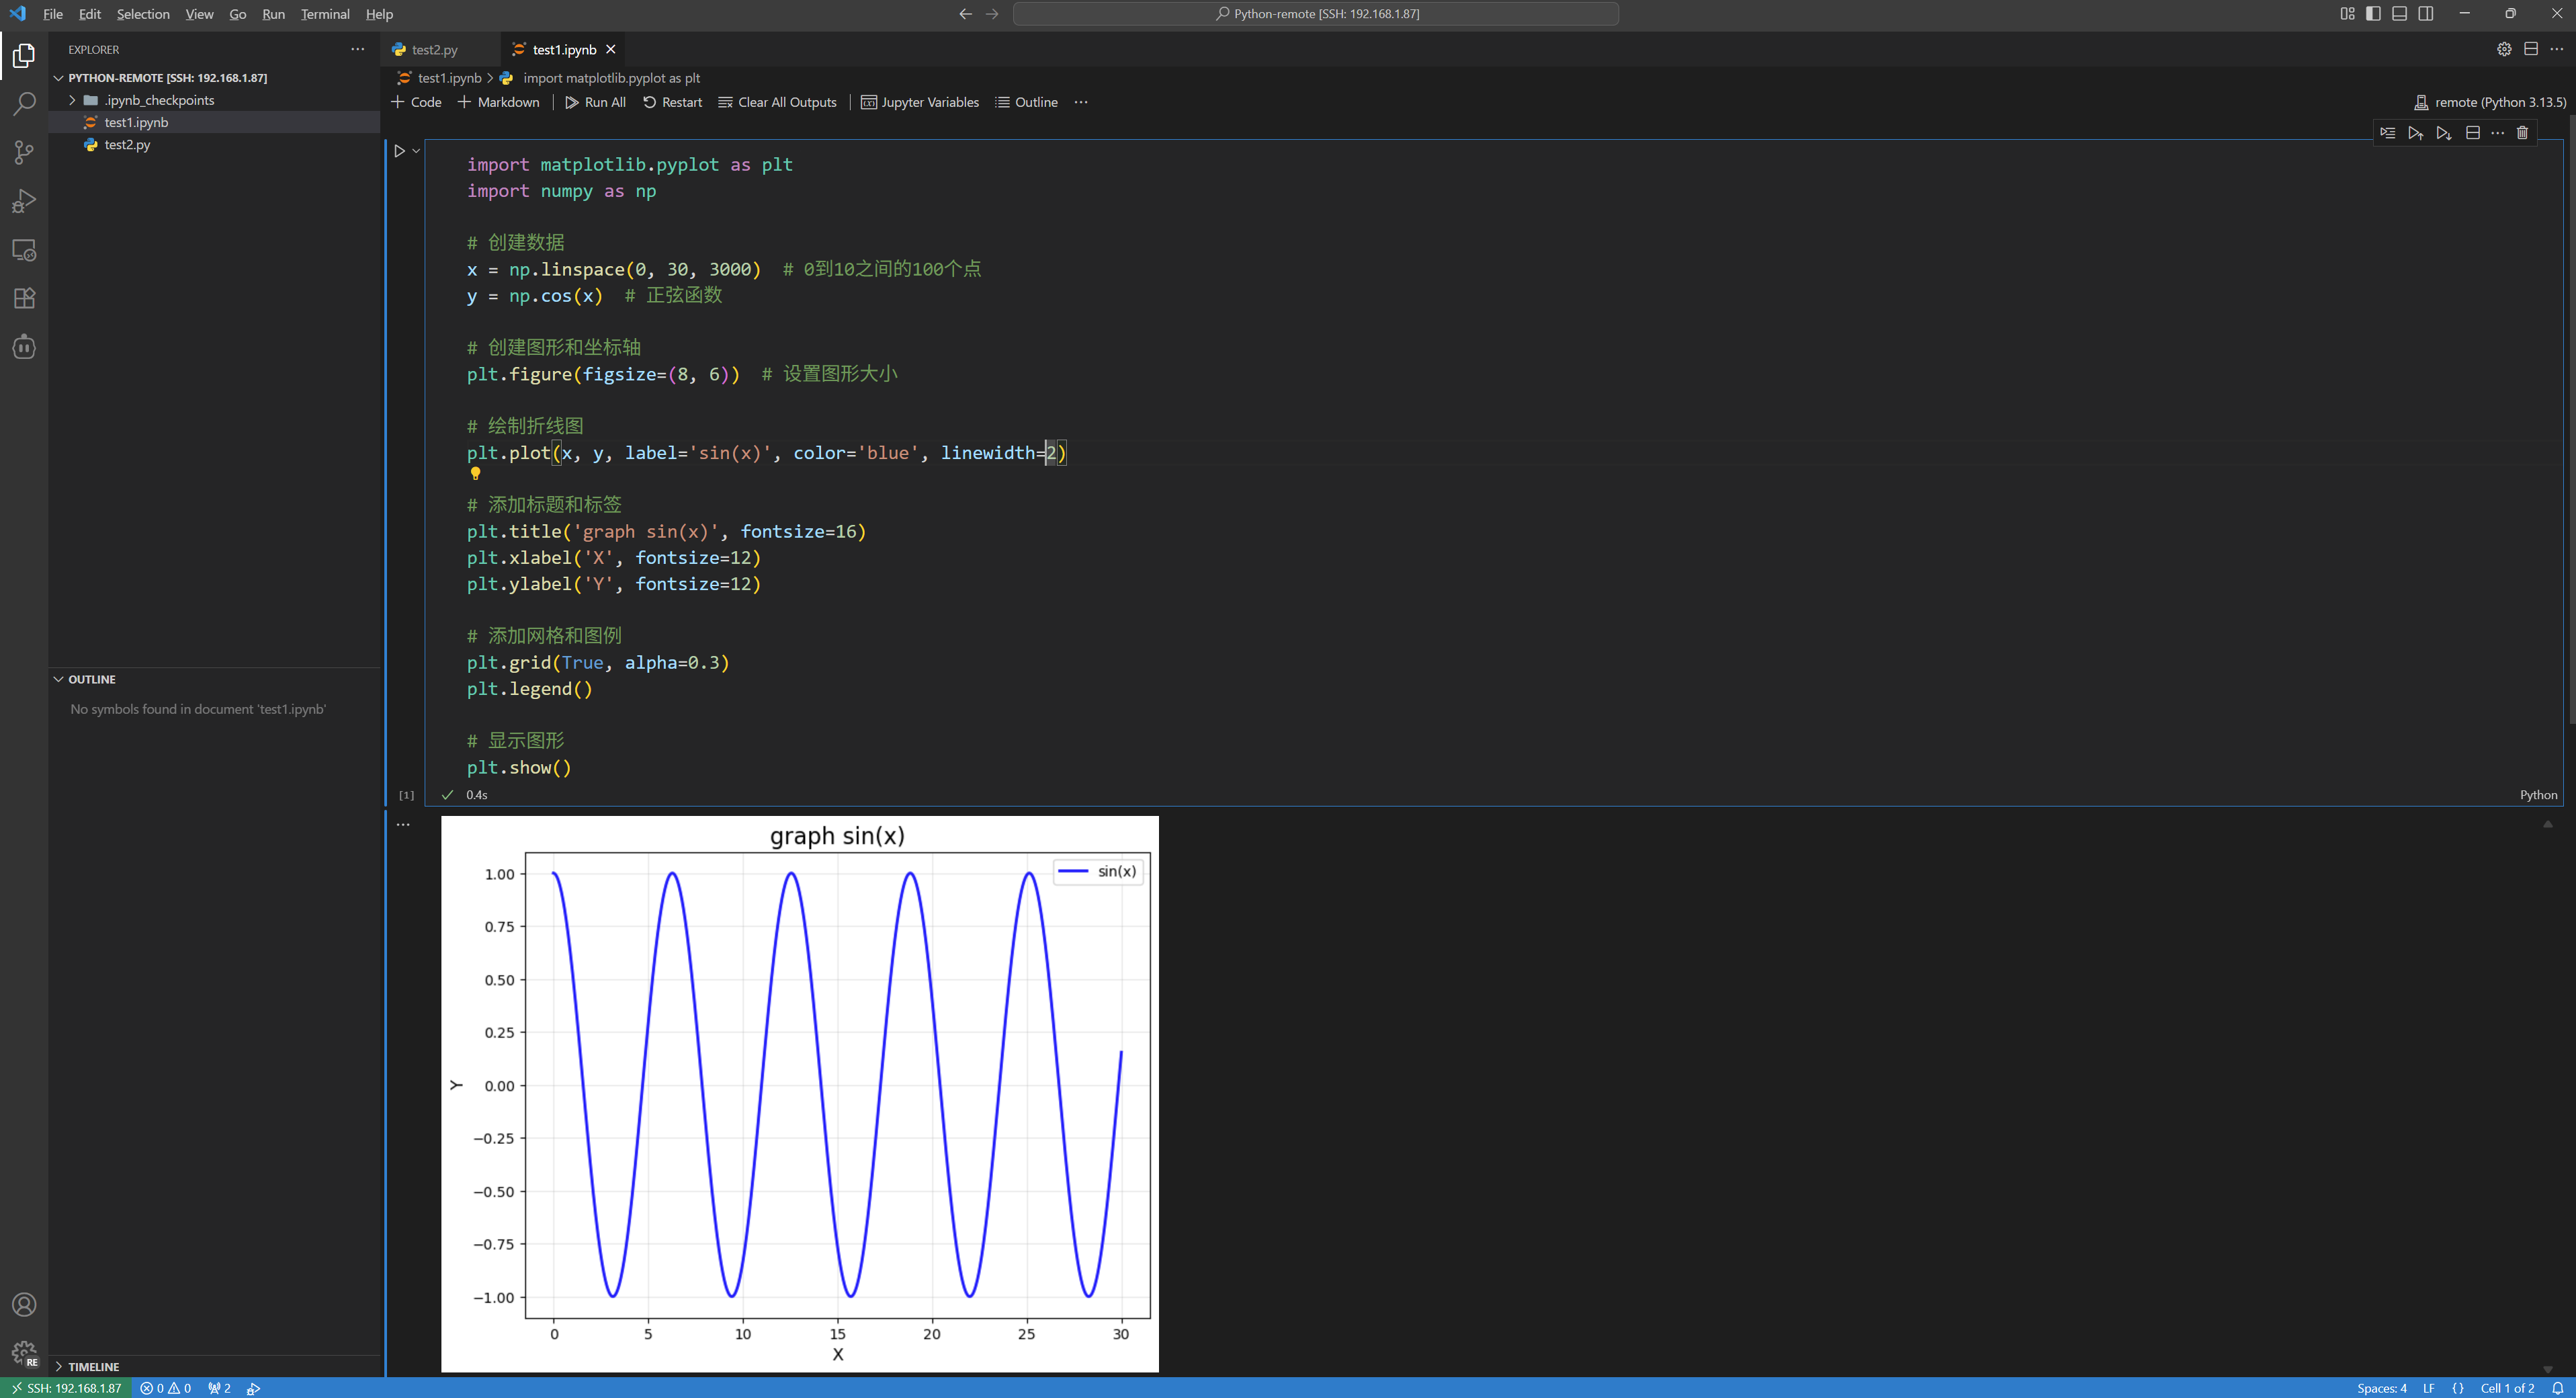 File Edit Selection View Go Run Terminal Help
Python-remote [SSH: 192.168.1.87]
EXPLORER
PYTHON-REMOTE [SSH: 192.168.1.87]
.ipynb_checkpoints
test1.ipynb
test2.py
OUTLINE
No symbols found in document 'test1.ipynb'
TIMELINE
test2.py test1.ipynb
test1.ipynb > import matplotlib.pyplot as plt
+ Code + Markdown | Run All Restart Clear All Outputs | Jupyter Variables Outline ...
remote (Python 3.13.5)
import matplotlib.pyplot as plt
import numpy as np
# 创建数据
x = np.linspace(0, 30, 3000)  # 0到10之间的100个点
y = np.cos(x)  # 正弦函数
# 创建图形和坐标轴
plt.figure(figsize=(8, 6))  # 设置图形大小
# 绘制折线图
plt.plot(x, y, label='sin(x)', color='blue', linewidth=2)
# 添加标题和标签
plt.title('graph sin(x)', fontsize=16)
plt.xlabel('X', fontsize=12)
plt.ylabel('Y', fontsize=12)
# 添加网格和图例
plt.grid(True, alpha=0.3)
plt.legend()
# 显示图形
plt.show()
[1] 0.4s Python
graph sin(x)
sin(x)
1.00
0.75
0.50
0.25
0.00
−0.25
−0.50
−0.75
−1.00
Y
0 5 10 15 20 25 30
X
RE
SSH: 192.168.1.87 0 0 2 Spaces: 4 LF {} Cell 1 of 2